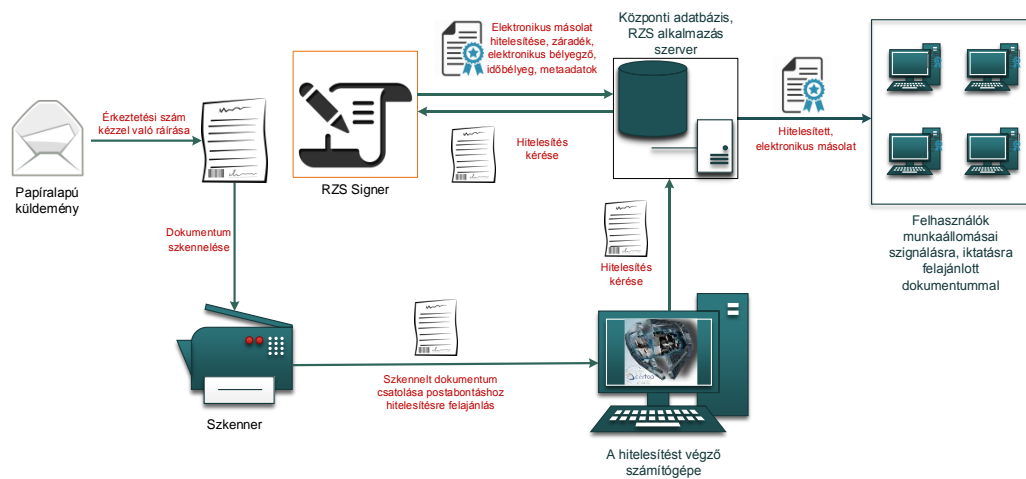 Elektronikus másolat
hitelesítése, záradék,
elektronikus bélyegző,
időbélyeg, metaadatok
Központi adatbázis,
RZS alkalmazás
szerver
Érkeztetési szám
kézzel való ráírása
Papíralapú
küldemény
RZS Signer
Hitelesítés
kérése
Hitelesített,
elektronikus másolat
Felhasználók
munkaállomásai
szignálásra, iktatásra
felajánlott
dokumentummal
Dokumentum
szkennelése
Hitelesítés
kérése
Szkenner
Szkennelt dokumentum
csatolása postabontáshoz
hitelesítésre felajánlás
A hitelesítést végző
számítógépe